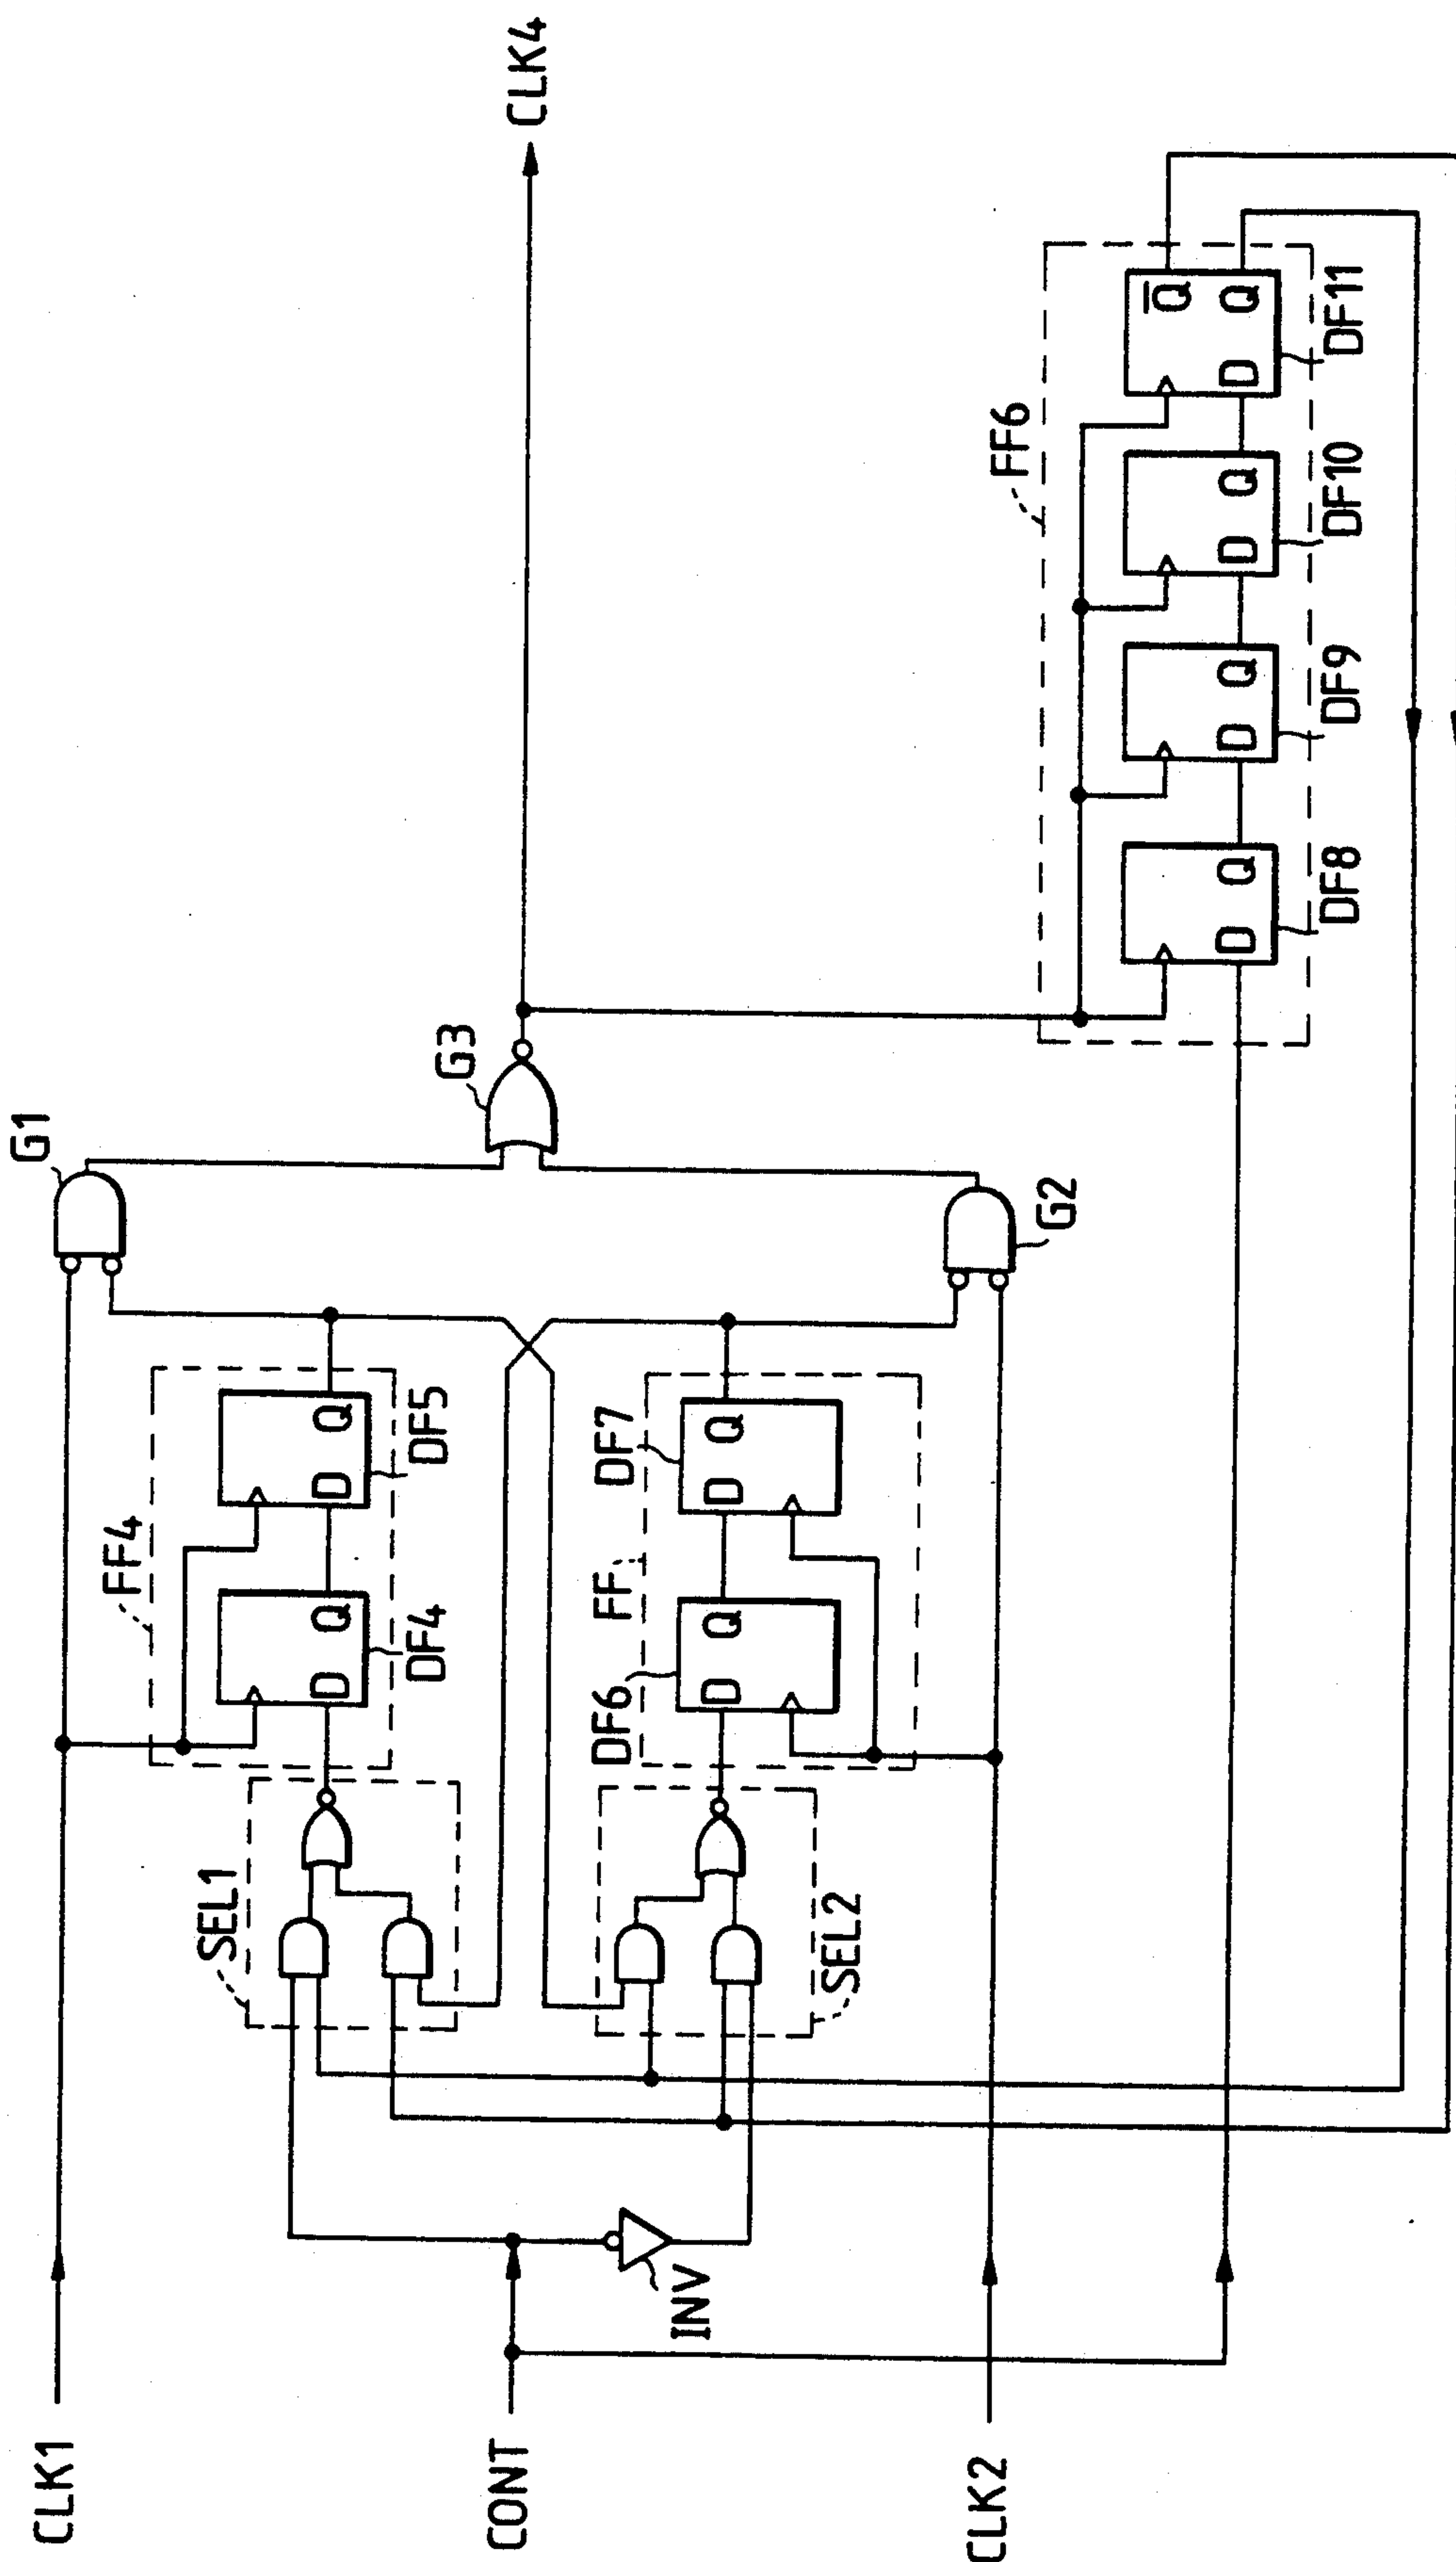 CLK1
CONT
CLK2
INV
SEL1
SEL2
FF4
DF4
D
Q
DF5
D
Q
FF
DF6
D
Q
DF7
D
Q
G1
G2
G3
CLK4
FF6
D
Q
DF8
D
Q
DF9
D
Q
DF10
D
Q
Q̅
DF11